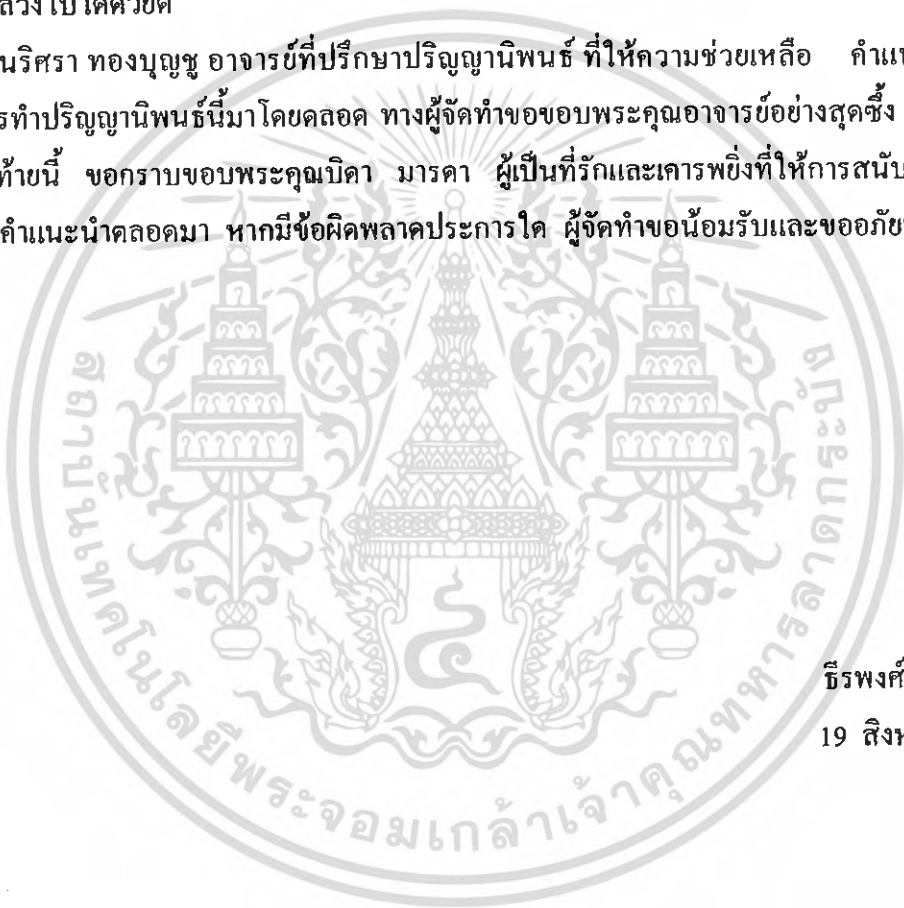 นริศรา ทองบุญชู อาจารย์ที่ปรึกษาปริญญานิพนธ์ ที่ให้ความช่วยเหลือ
รทำปริญญานิพนธ์นี้มาโดยตลอด ทางผู้จัดทำขอขอบพระคุณอาจารย์อย่างสุดซึ้ง
ท้ายนี้ ขอกราบขอบพระคุณบิดา มารดา ผู้เป็นที่รักและเคารพยิ่งที่ให้การสนับ
คำแนะนำตลอดมา หากมีข้อผิดพลาดประการใด ผู้จัดทำขอน้อมรับและขออภัย
สถาบันเทคโนโลยีพระจอมเกล้าเจ้าคุณทหารลาดกระบัง
๔
ธีรพงศ์
19 สิงห